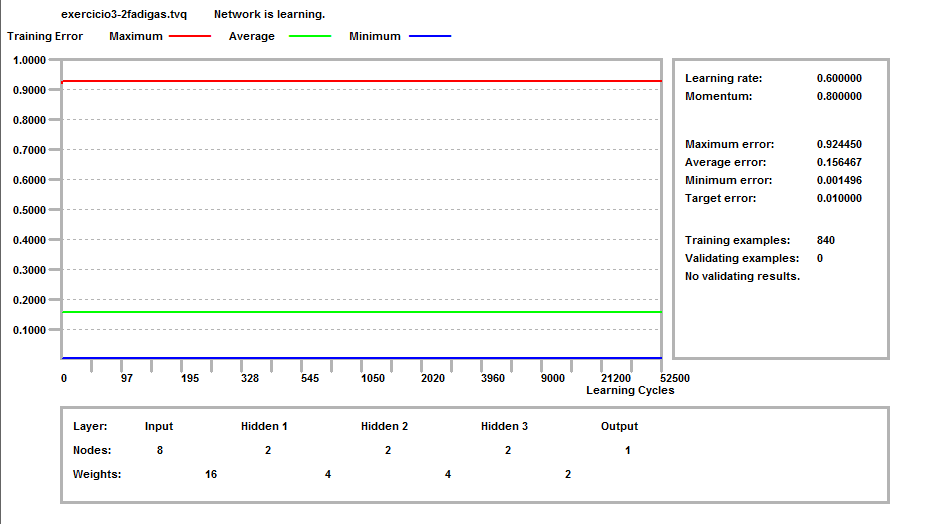 exercicio3-2fadigas.tvq Network is learning.
Training Error Maximum Average Minimum
1.0000
0.9000
0.8000
0.7000
0.6000
0.5000
0.4000
0.3000
0.2000
0.1000
0 97 195 328 545 1050 2020 3960 9000 21200 52500
Learning Cycles
Learning rate: 0.600000
Momentum: 0.800000
Maximum error: 0.924450
Average error: 0.156467
Minimum error: 0.001496
Target error: 0.010000
Training examples: 840
Validating examples: 0
No validating results.
Layer: Input Hidden 1 Hidden 2 Hidden 3 Output
Nodes: 8 2 2 2 1
Weights: 16 4 4 2